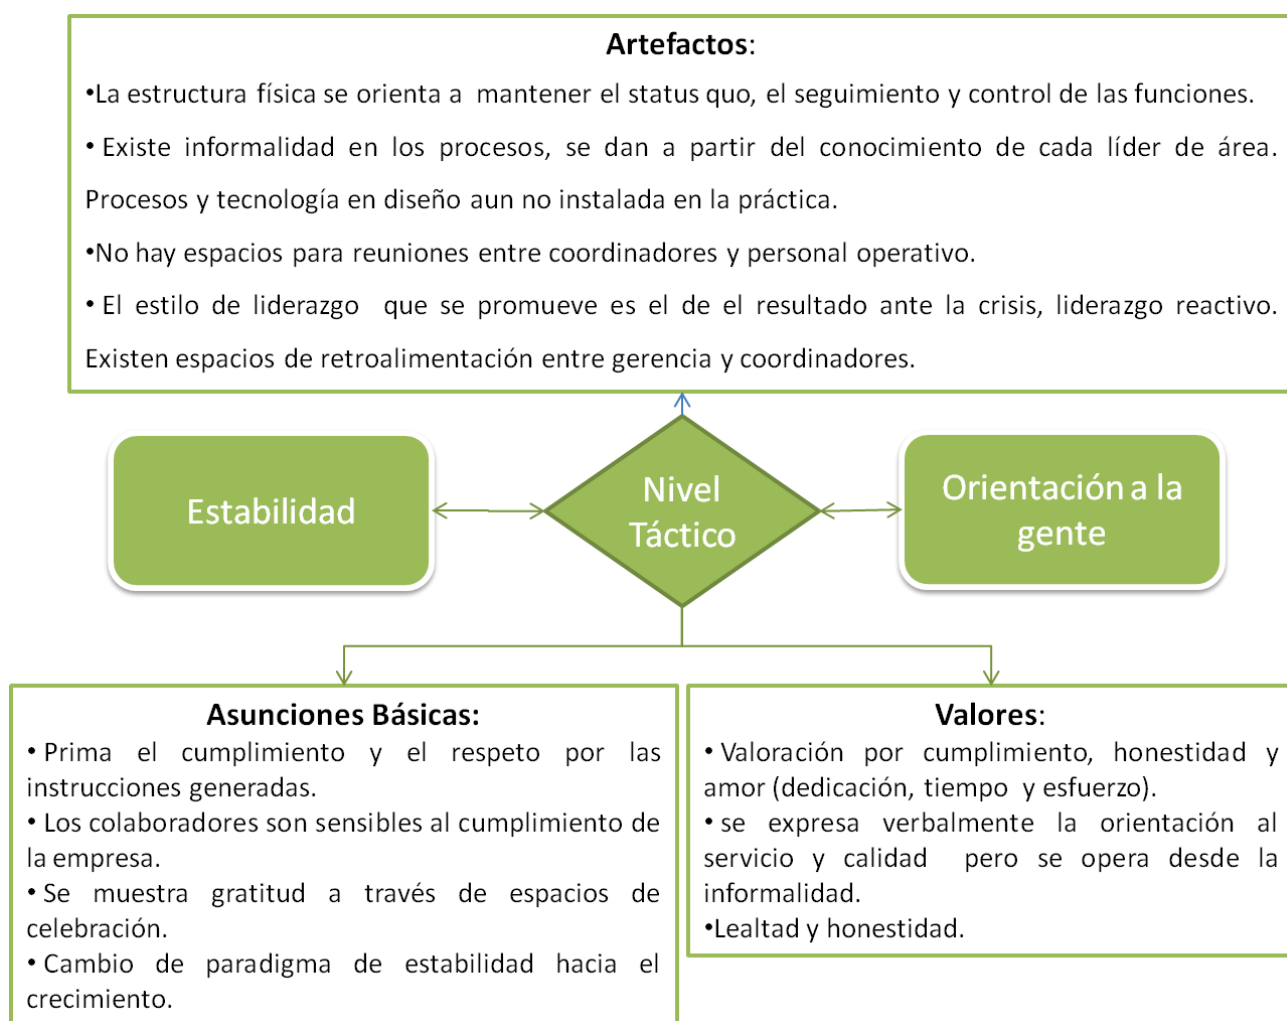 Artefactos:
•La estructura física se orienta a mantener el status quo, el seguimiento y control de las funciones.
• Existe informalidad en los procesos, se dan a partir del conocimiento de cada líder de área.
Procesos y tecnología en diseño aun no instalada en la práctica.
•No hay espacios para reuniones entre coordinadores y personal operativo.
• El estilo de liderazgo que se promueve es el de el resultado ante la crisis, liderazgo reactivo.
Existen espacios de retroalimentación entre gerencia y coordinadores.
Estabilidad
Nivel
Táctico
Orientación a la
gente
Asunciones Básicas:
• Prima el cumplimiento y el respeto por las
instrucciones generadas.
• Los colaboradores son sensibles al cumplimiento de
la empresa.
• Se muestra gratitud a través de espacios de
celebración.
• Cambio de paradigma de estabilidad hacia el
crecimiento.
Valores:
• Valoración por cumplimiento, honestidad y
amor (dedicación, tiempo y esfuerzo).
• se expresa verbalmente la orientación al
servicio y calidad pero se opera desde la
informalidad.
•Lealtad y honestidad.